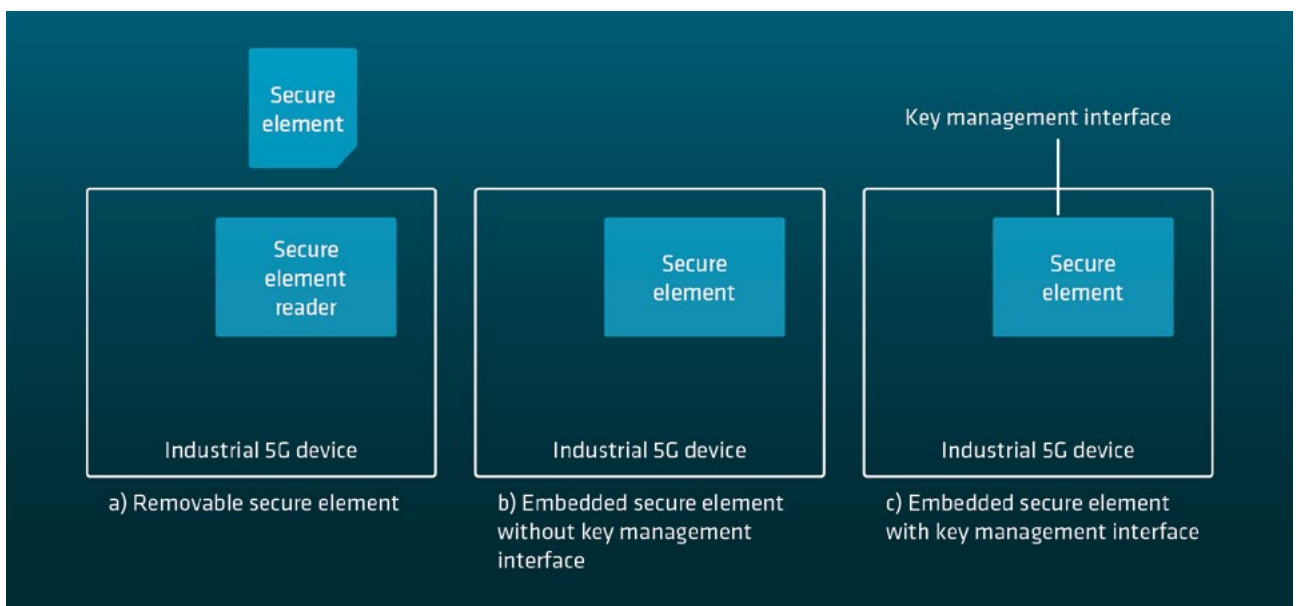 Secure
element
Secure
element
reader
Industrial 5G device
a) Removable secure element
Secure
element
Industrial 5G device
b) Embedded secure element
without key management
interface
Key management interface
Secure
element
Industrial 5G device
c) Embedded secure element
with key management interface